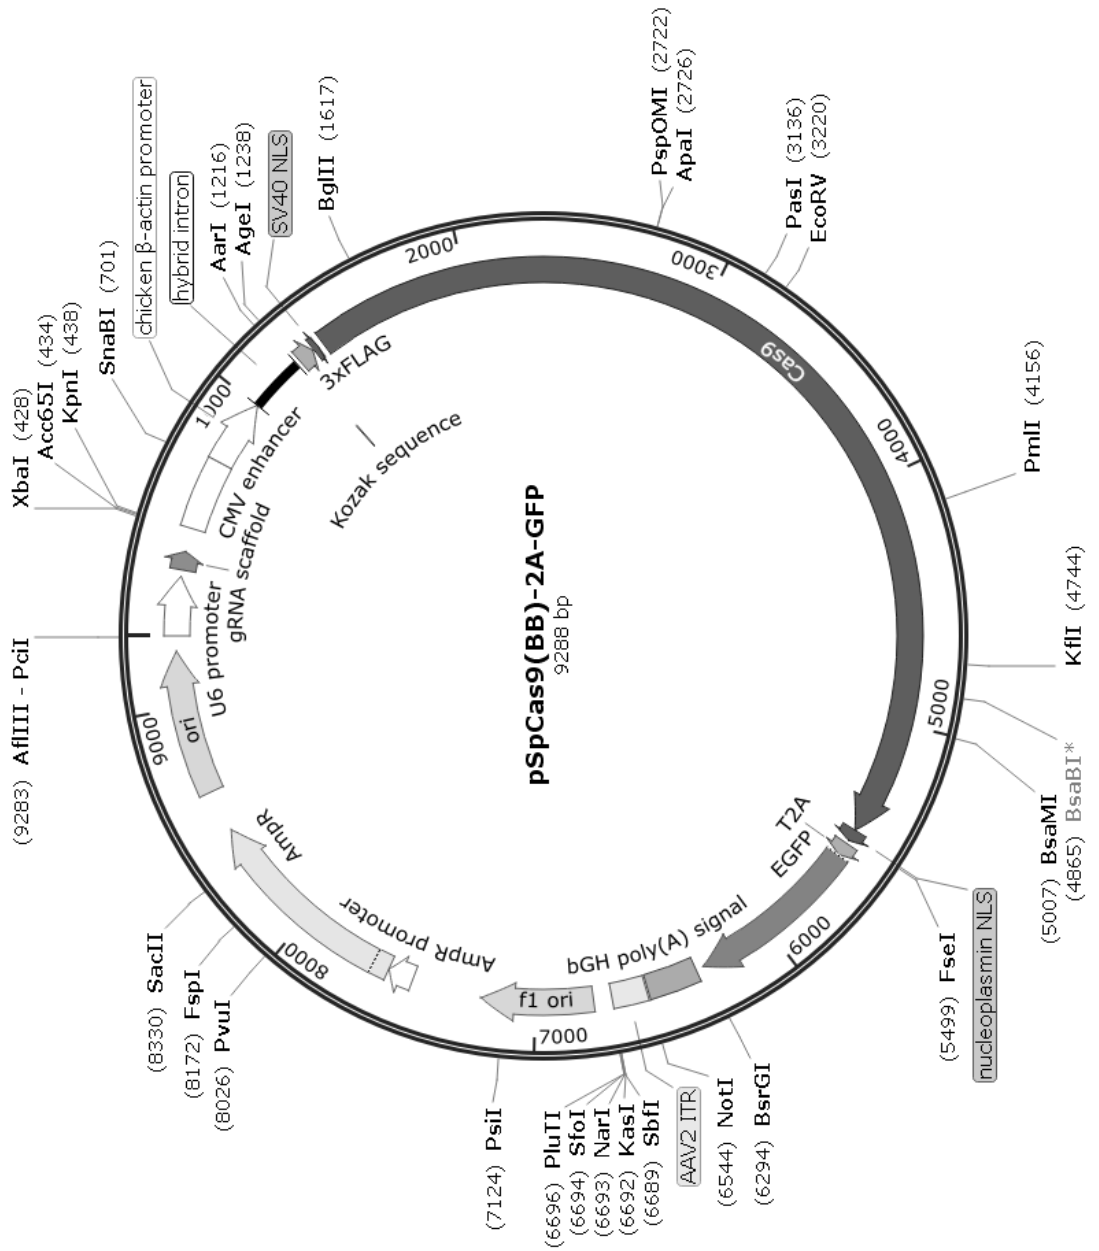 pSpCas9(BB)-2A-GFP
9288 bp
(9283) AflIII - PciI
XbaI (428)
Acc65I (434)
KpnI (438)
SnaBI (701)
chicken β-actin promoter
hybrid intron
AarI (1216)
AgeI (1238)
SV40 NLS
BglII (1617)
PspOMI (2722)
ApaI (2726)
PasI (3136)
EcoRV (3220)
PmlI (4156)
KflI (4744)
(4865) BsaBI*
(5007) BsaMI
nucleoplasmin NLS
(5499) FseI
(6294) BsrGI
(6544) NotI
AAV2 ITR
(6689) SbfI
(6692) KasI
(6693) NarI
(6694) SfoI
(6696) PluTI
(7124) PsiI
(8026) PvuI
(8172) FspI
(8330) SacII
1000
2000
3000
4000
5000
6000
7000
8000
9000
U6 promoter
gRNA scaffold
CMV enhancer
3xFLAG
Kozak sequence
Cas9
T2A
EGFP
bGH poly(A) signal
f1 ori
AmpR promoter
AmpR
ori